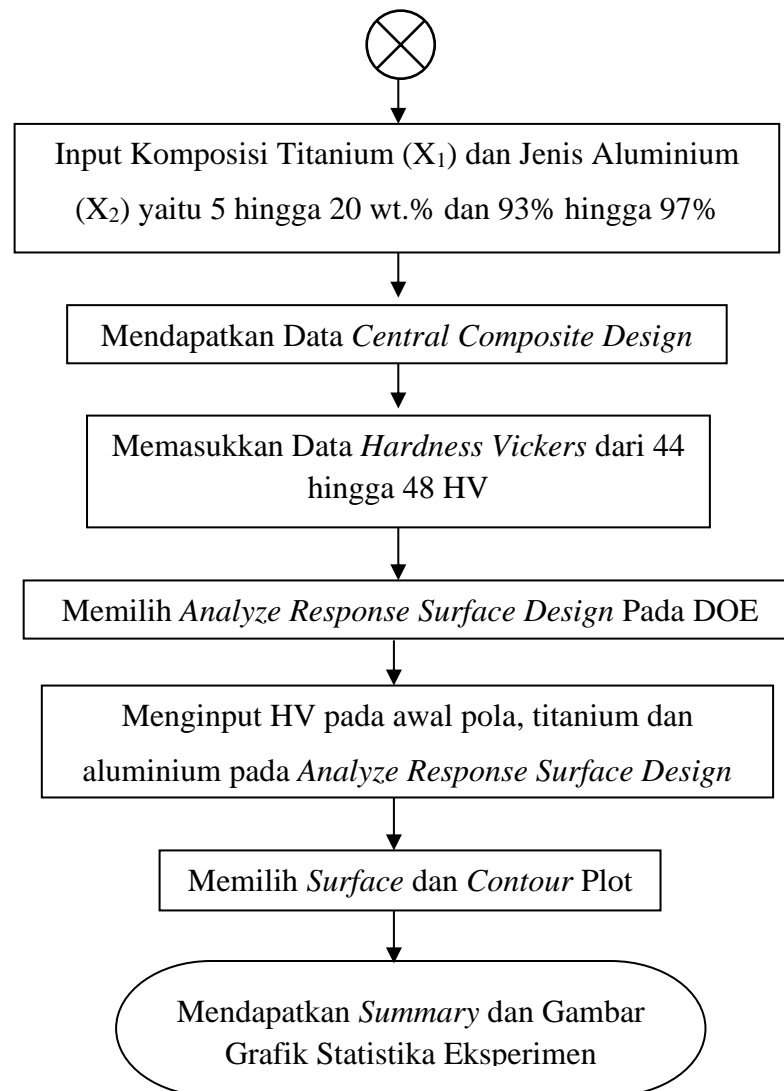 Input Komposisi Titanium (X₁) dan Jenis Aluminium
(X₂) yaitu 5 hingga 20 wt.% dan 93% hingga 97%
Mendapatkan Data Central Composite Design
Memasukkan Data Hardness Vickers dari 44
hingga 48 HV
Memilih Analyze Response Surface Design Pada DOE
Menginput HV pada awal pola, titanium dan
aluminium pada Analyze Response Surface Design
Memilih Surface dan Contour Plot
Mendapatkan Summary dan Gambar
Grafik Statistika Eksperimen